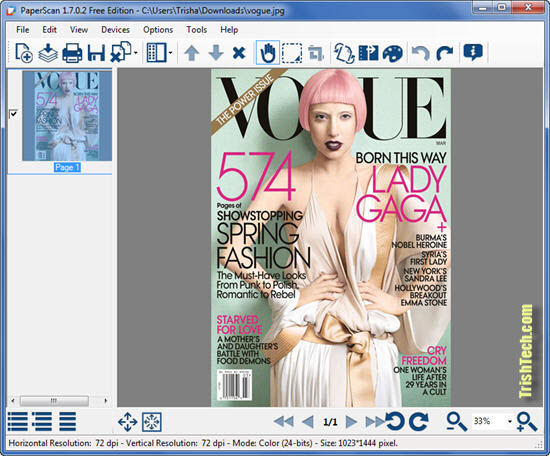 PaperScan 1.7.0.2 Free Edition - C:\Users\Trisha\Downloads\vogue.jpg
File Edit View Devices Options Tools Help
Page 1
VOGUE
THE POWER ISSUE
MAR
574
Pages of
SHOWSTOPPING
SPRING
FASHION
The Must-Have Looks
From Punk to Polish,
Romantic to Rebel
STARVED
FOR LOVE
A MOTHER'S
AND DAUGHTER'S
BATTLE WITH
FOOD DEMONS
BORN THIS WAY
LADY
GAGA
+
BURMA'S
NOBEL HEROINE
SYRIA'S
FIRST LADY
NEW YORK'S
SANDRA LEE
HOLLYWOOD'S
BREAKOUT
EMMA STONE
CRY
FREEDOM
ONE WOMAN'S
LIFE AFTER
29 YEARS IN
A CULT
TrishTech.com
1/1
33%
Horizontal Resolution: 72 dpi - Vertical Resolution: 72 dpi - Mode: Color (24-bits) - Size: 1023*1444 pixel.